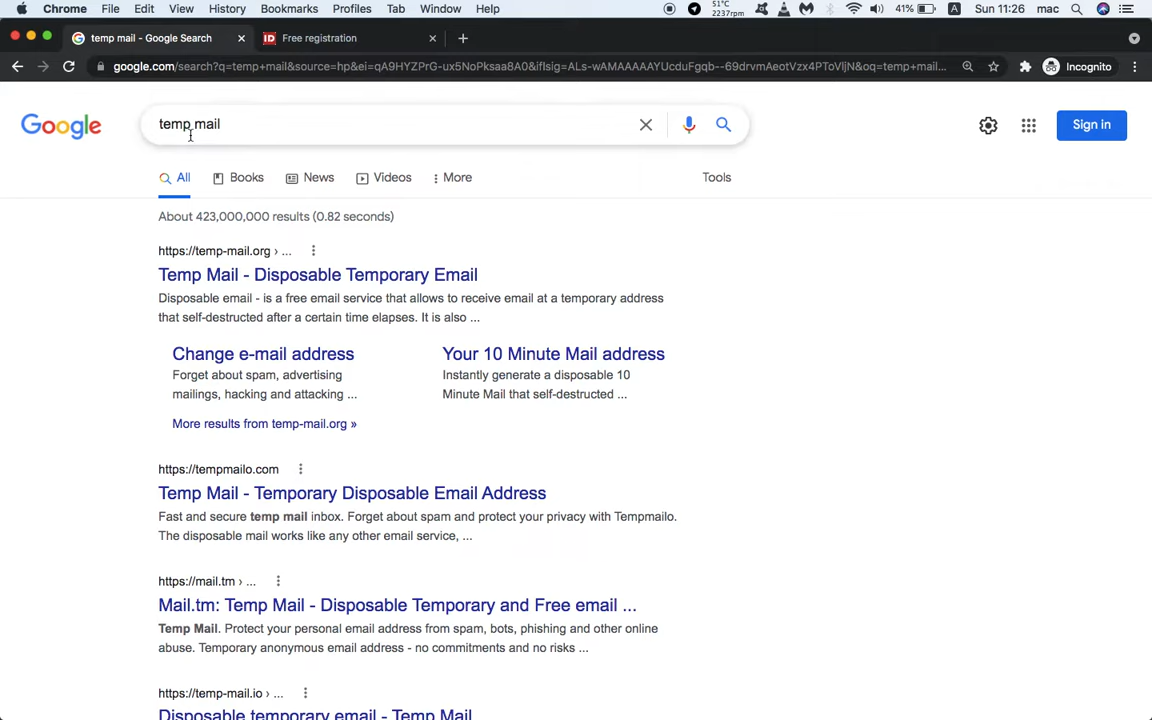 Chrome File Edit View History Bookmarks Profiles Tab Window Help 51°C 2237rpm 41% A Sun 11:26 mac
temp mail - Google Search ID Free registration
google.com/search?q=temp+mail&source=hp&ei=qA9HYZPrG-ux5NoPksaa8A0&iflsig=ALs-wAMAAAAAYUcduFgqb--69drvmAeotVzx4PToVljN&oq=temp+mail... Incognito
Google temp mail Sign in
All Books News Videos More Tools
About 423,000,000 results (0.82 seconds)
https://temp-mail.org › ...
Temp Mail - Disposable Temporary Email
Disposable email - is a free email service that allows to receive email at a temporary address
that self-destructed after a certain time elapses. It is also ...
Change e-mail address Your 10 Minute Mail address
Forget about spam, advertising Instantly generate a disposable 10
mailings, hacking and attacking ... Minute Mail that self-destructed ...
More results from temp-mail.org »
https://tempmailo.com
Temp Mail - Temporary Disposable Email Address
Fast and secure temp mail inbox. Forget about spam and protect your privacy with Tempmailo.
The disposable mail works like any other email service, ...
https://mail.tm › ...
Mail.tm: Temp Mail - Disposable Temporary and Free email ...
Temp Mail. Protect your personal email address from spam, bots, phishing and other online
abuse. Temporary anonymous email address - no commitments and no risks ...
https://temp-mail.io › ...
Disposable temporary email - Temp Mail